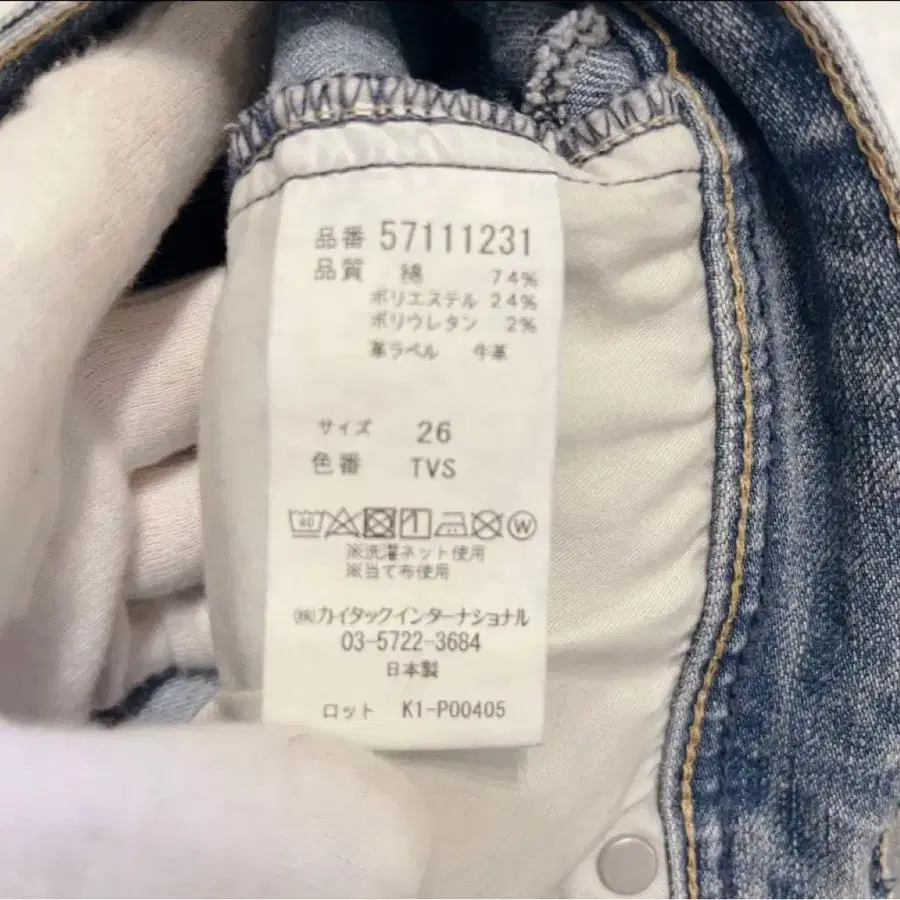 品番 57111231
品質 綿 74%
ポリエステル 24%
ポリウレタン 2%
革ラベル 牛革
サイズ 26
色番 TVS
40 1 W
※洗濯ネット使用
※当て布使用
㈱カイタックインターナショナル
03-5722-3684
日本製
ロット K1-P00405